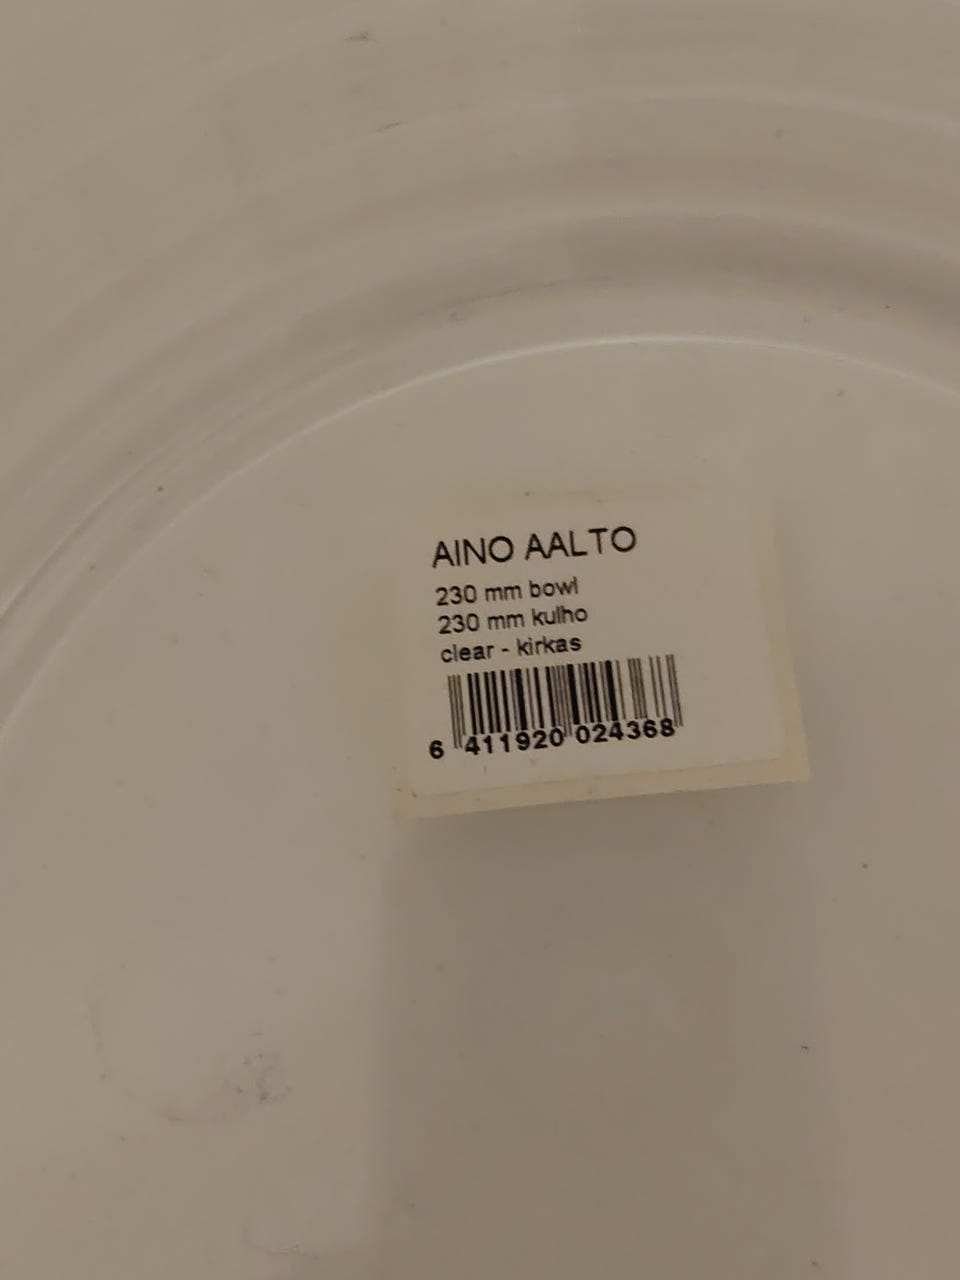 AINO AALTO
230 mm bowl
230 mm kulho
clear - kirkas
6 411920 024368